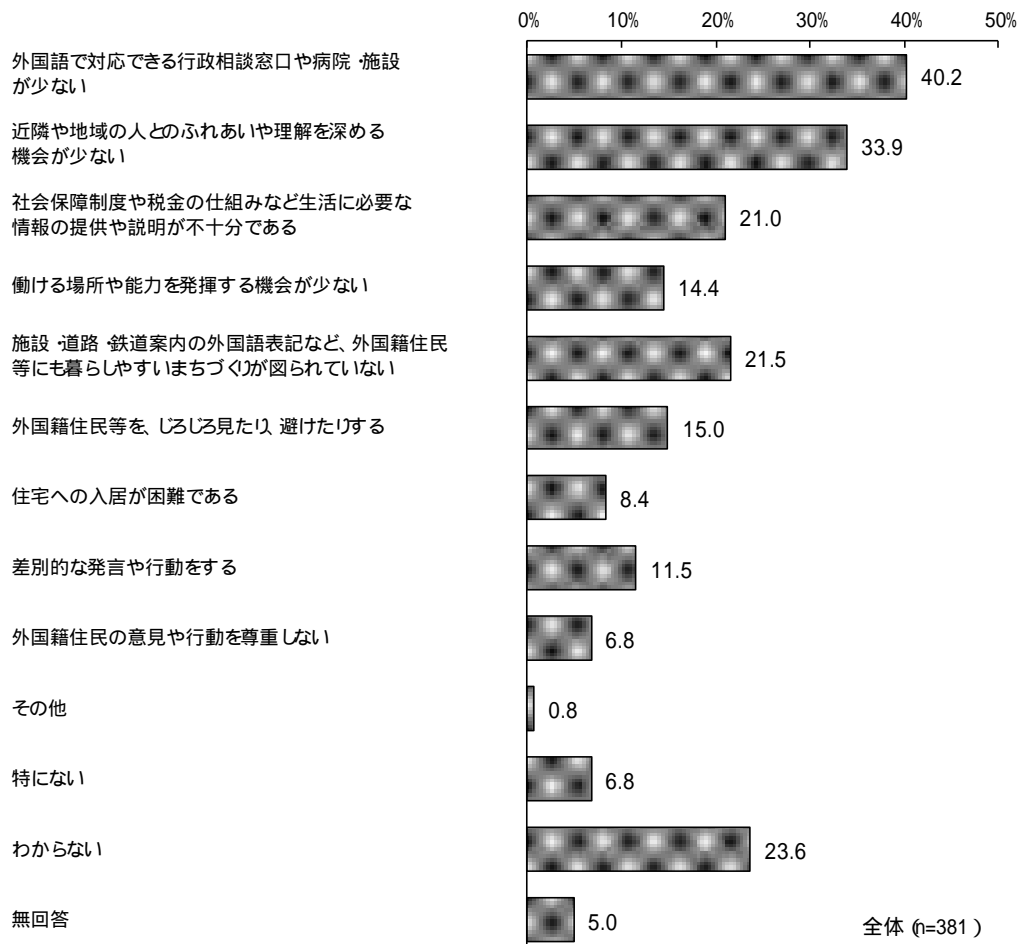 0% 10% 20% 30% 40% 50%
外国語で対応できる行政相談窓口や病院・施設
が少ない
40.2
近隣や地域の人とのふれあいや理解を深める
機会が少ない
33.9
社会保障制度や税金の仕組みなど生活に必要な
情報の提供や説明が不十分である
21.0
働ける場所や能力を発揮する機会が少ない
14.4
施設・道路・鉄道案内の外国語表記など、外国籍住民
等にも暮らしやすいまちづくりが図られていない
21.5
外国籍住民等を、じろじろ見たり、避けたりする
15.0
住宅への入居が困難である
8.4
差別的な発言や行動をする
11.5
外国籍住民の意見や行動を尊重しない
6.8
その他
0.8
特にない
6.8
わからない
23.6
無回答
5.0
全体(n=381)